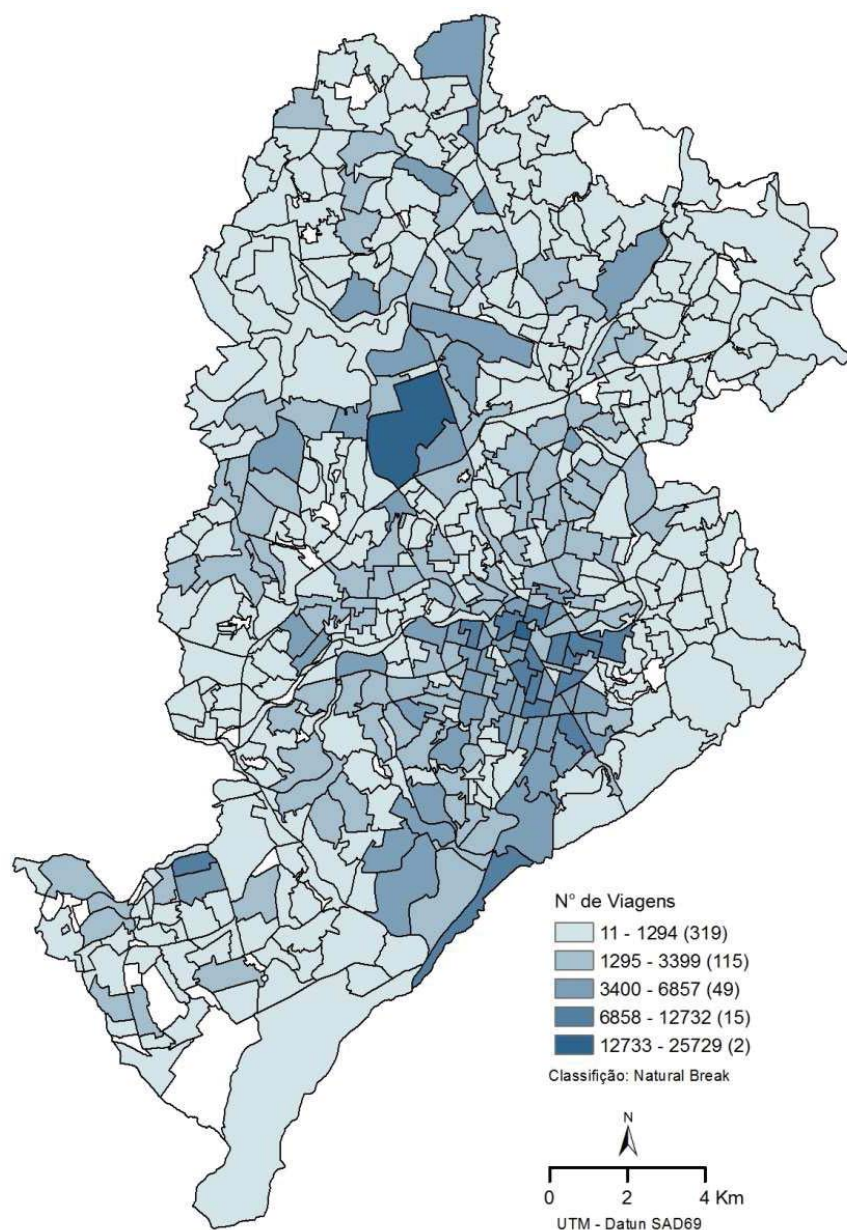 N° de Viagens
11 - 1294 (319)
1295 - 3399 (115)
3400 - 6857 (49)
6858 - 12732 (15)
12733 - 25729 (2)
Classifição: Natural Break
N
0 2 4 Km
UTM - Datun SAD69